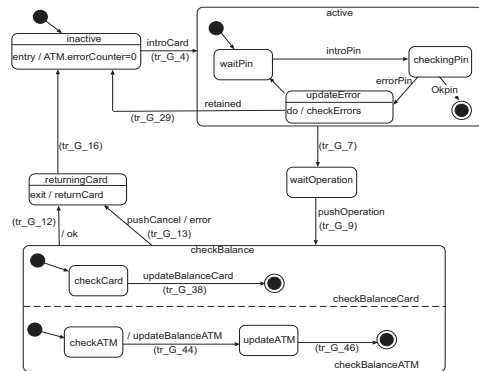 active
inactive
entry / ATM.errorCounter=0
introCard
(tr_G_4)
waitPin
introPin
checkingPin
errorPin
Okpin
updateError
do / checkErrors
retained
(tr_G_29)
(tr_G_16)
(tr_G_7)
returningCard
exit / returnCard
waitOperation
(tr_G_12)
/ ok
pushCancel / error
(tr_G_13)
pushOperation
(tr_G_9)
checkBalance
checkCard
updateBalanceCard
(tr_G_38)
checkBalanceCard
checkATM
/ updateBalanceATM
(tr_G_44)
updateATM
(tr_G_46)
checkBalanceATM